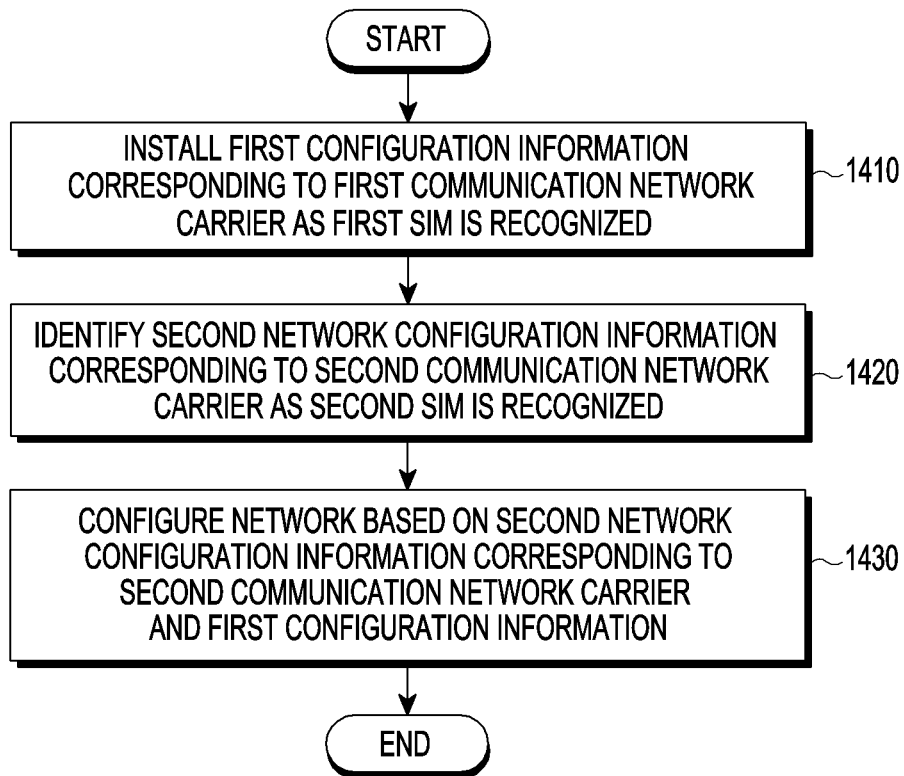 START
INSTALL FIRST CONFIGURATION INFORMATION
CORRESPONDING TO FIRST COMMUNICATION NETWORK
CARRIER AS FIRST SIM IS RECOGNIZED
1410
IDENTIFY SECOND NETWORK CONFIGURATION INFORMATION
CORRESPONDING TO SECOND COMMUNICATION NETWORK
CARRIER AS SECOND SIM IS RECOGNIZED
1420
CONFIGURE NETWORK BASED ON SECOND NETWORK
CONFIGURATION INFORMATION CORRESPONDING TO
SECOND COMMUNICATION NETWORK CARRIER
AND FIRST CONFIGURATION INFORMATION
1430
END